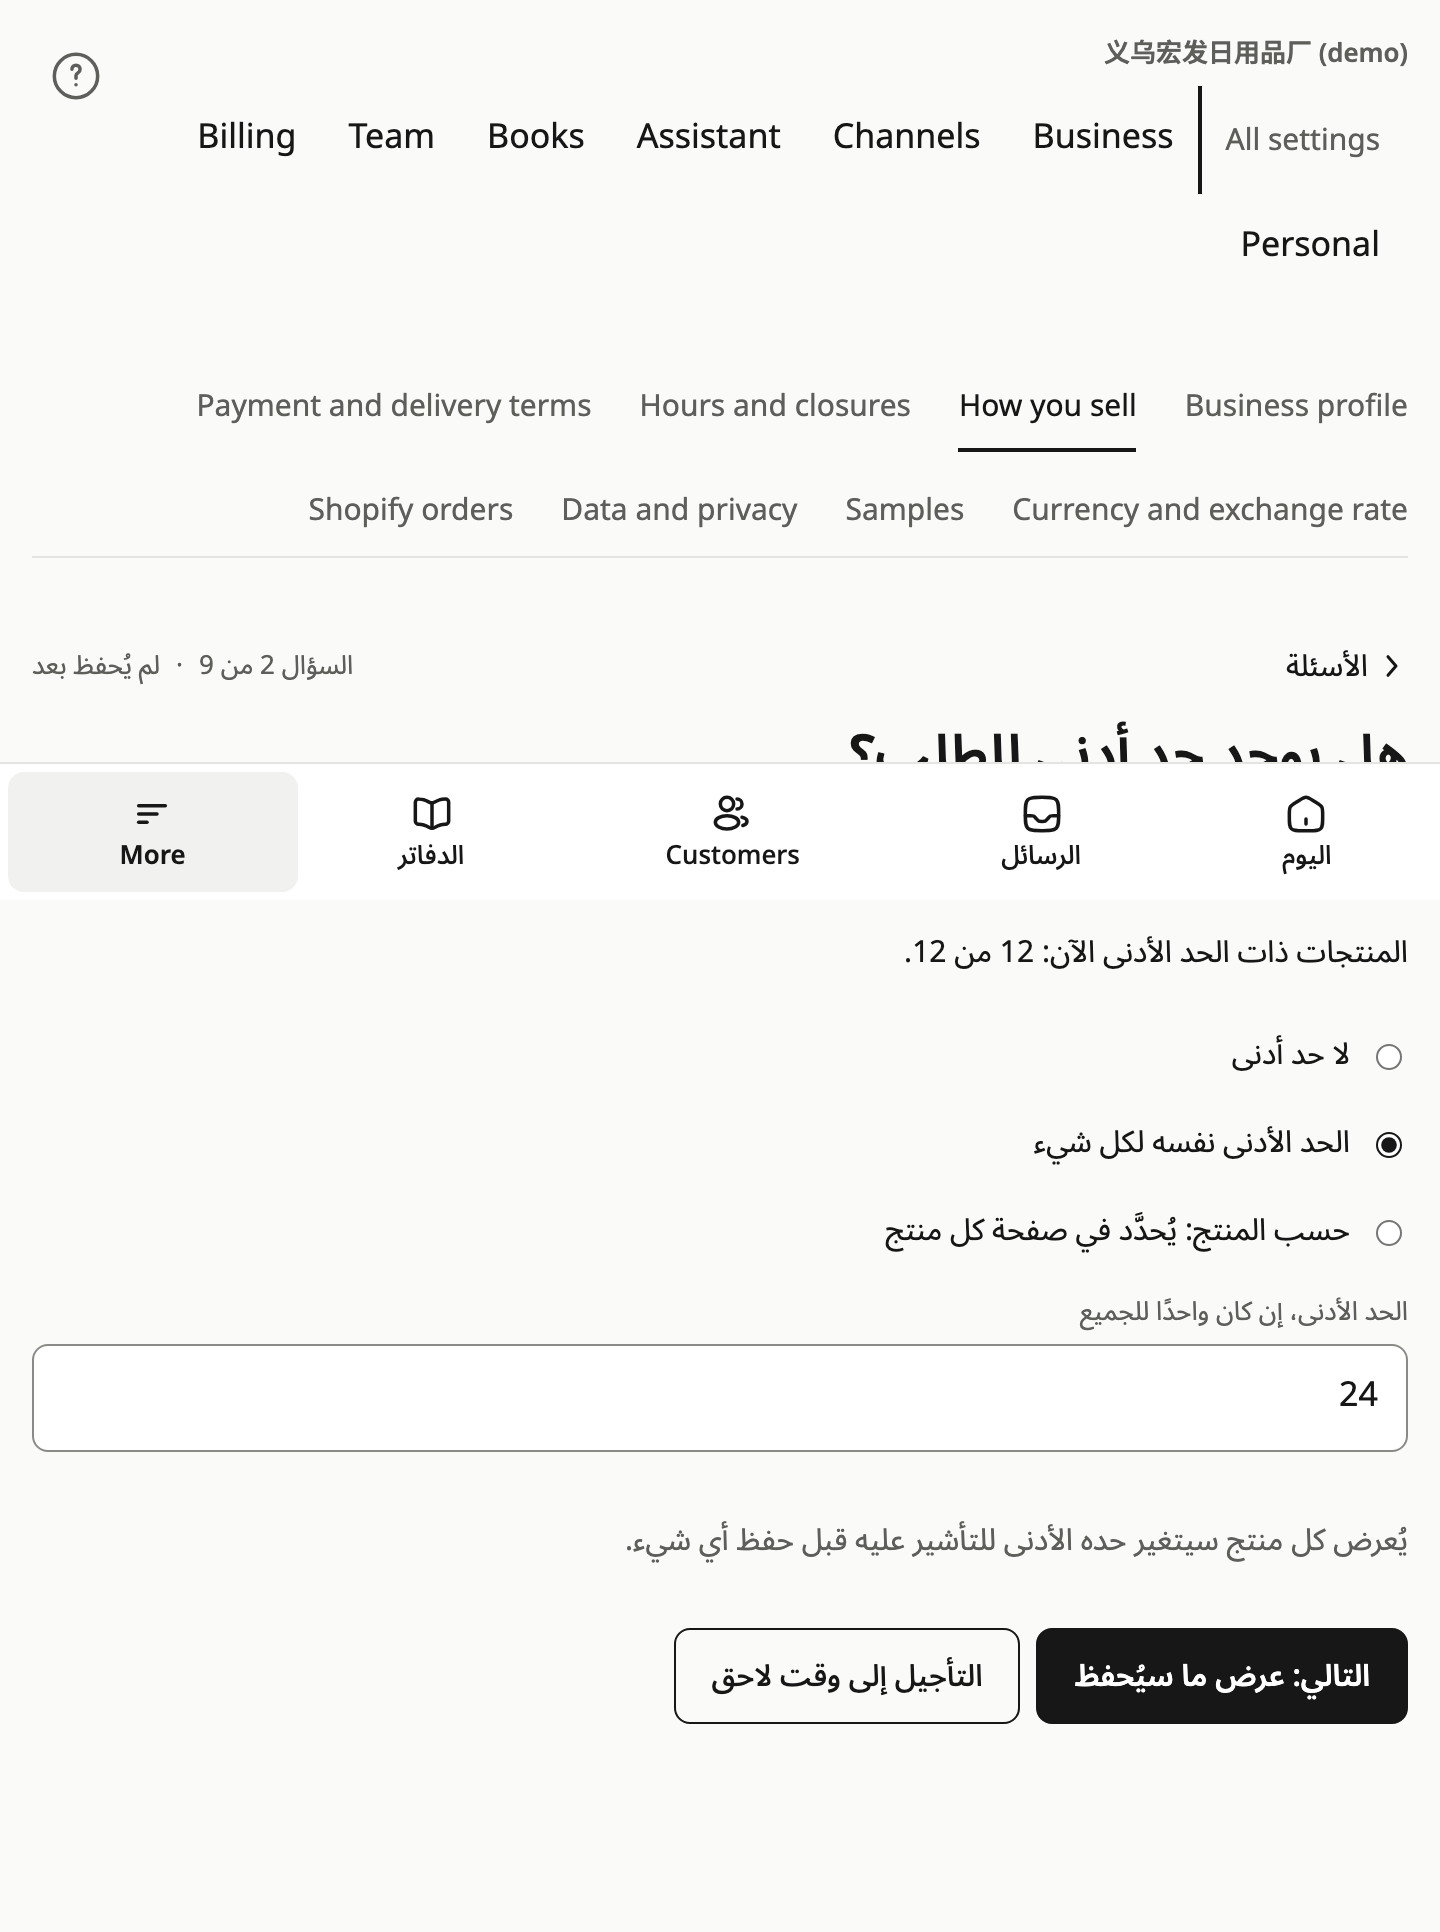 义乌宏发日用品厂 (demo)
All settings
Business
Channels
Assistant
Books
Team
Billing
Personal
Business profile
How you sell
Hours and closures
Payment and delivery terms
Currency and exchange rate
Samples
Data and privacy
Shopify orders
الأسئلة
السؤال 2 من 9 · لم يُحفظ بعد
هل يوجد حد أدنى للطلب؟
اليوم
الرسائل
Customers
الدفاتر
More
المنتجات ذات الحد الأدنى الآن: 12 من 12.
لا حد أدنى
الحد الأدنى نفسه لكل شيء
حسب المنتج: يُحدَّد في صفحة كل منتج
الحد الأدنى، إن كان واحدًا للجميع
24
يُعرض كل منتج سيتغير حده الأدنى للتأشير عليه قبل حفظ أي شيء.
التالي: عرض ما سيُحفظ
التأجيل إلى وقت لاحق